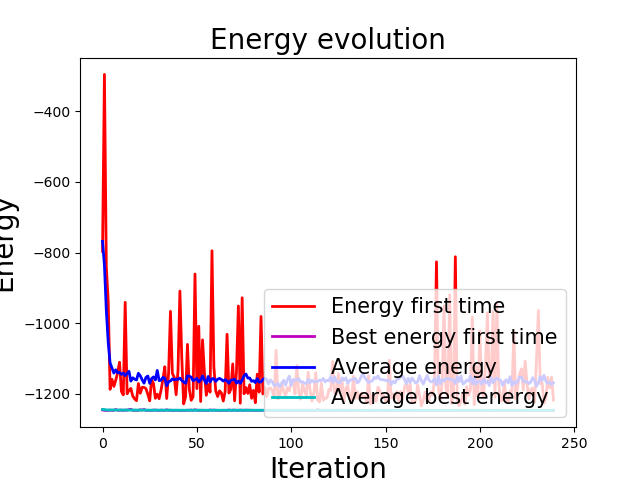 Energy evolution
Energy
−400
−600
−800
−1000
−1200
Energy first time
Best energy first time
Average energy
Average best energy
0
50
100
150
200
250
Iteration